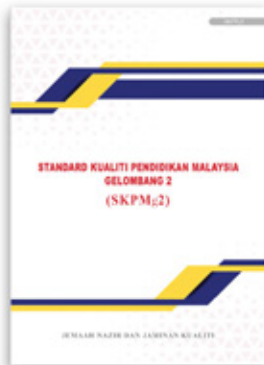 STANDARD KUALITI PENDIDIKAN MALAYSIA
GELOMBANG 2
(SKPMg2)
JEMAAH NAZIR DAN JAMINAN KUALITI